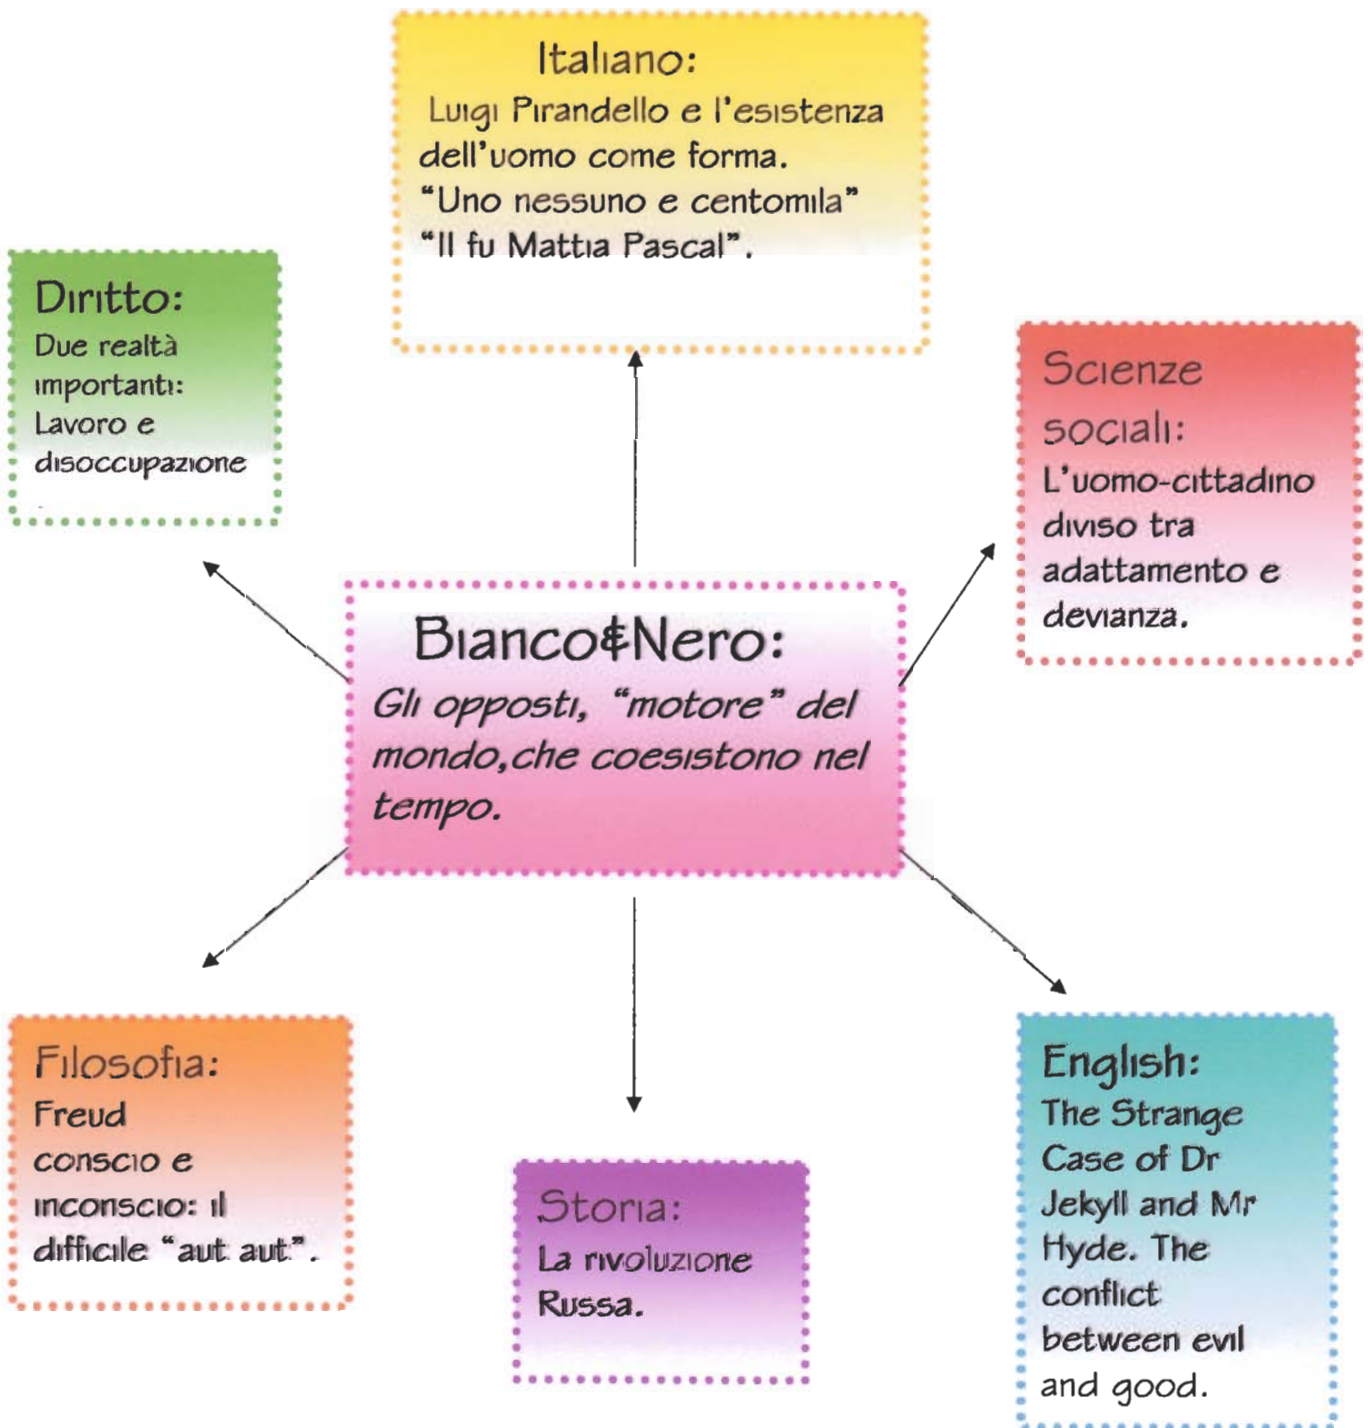 Italiano:
Luigi Pirandello e l'esistenza
dell'uomo come forma.
“Uno nessuno e centomila”
“Il fu Mattia Pascal”.
Diritto:
Due realtà
importanti:
Lavoro e
disoccupazione
.
Scienze
sociali:
L'uomo-cittadino
diviso tra
adattamento e
devianza.
Bianco&Nero:
Gli opposti, “motore” del
mondo,che coesistono nel
tempo.
Filosofia:
Freud
conscio e
inconscio: il
difficile “aut aut”.
Storia:
La rivoluzione
Russa.
English:
The Strange
Case of Dr
Jekyll and Mr
Hyde. The
conflict
between evil
and good.